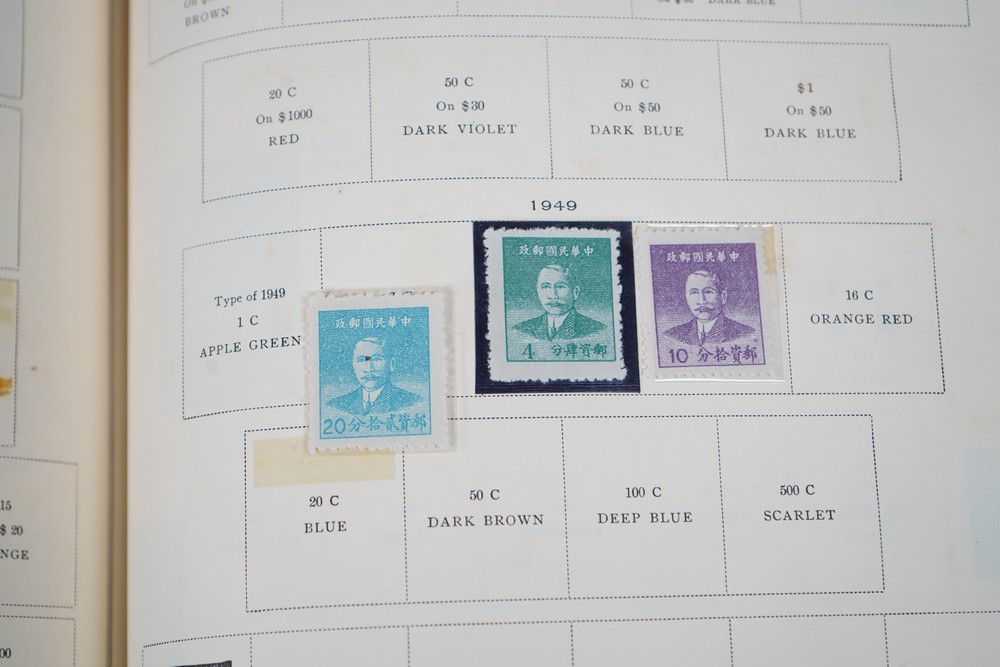 BROWN
DARK BLUE
20 C
On $1000
RED
50 C
On $30
DARK VIOLET
50 C
On $50
DARK BLUE
$1
On $50
DARK BLUE
1949
Type of 1949
1 C
APPLE GREEN
政郵國民華中
20分拾貳資郵
政郵國民華中
4 分肆資郵
政郵國民華中
10 分拾資郵
16 C
ORANGE RED
20 C
BLUE
50 C
DARK BROWN
100 C
DEEP BLUE
500 C
SCARLET
15
$ 20
NGE
00